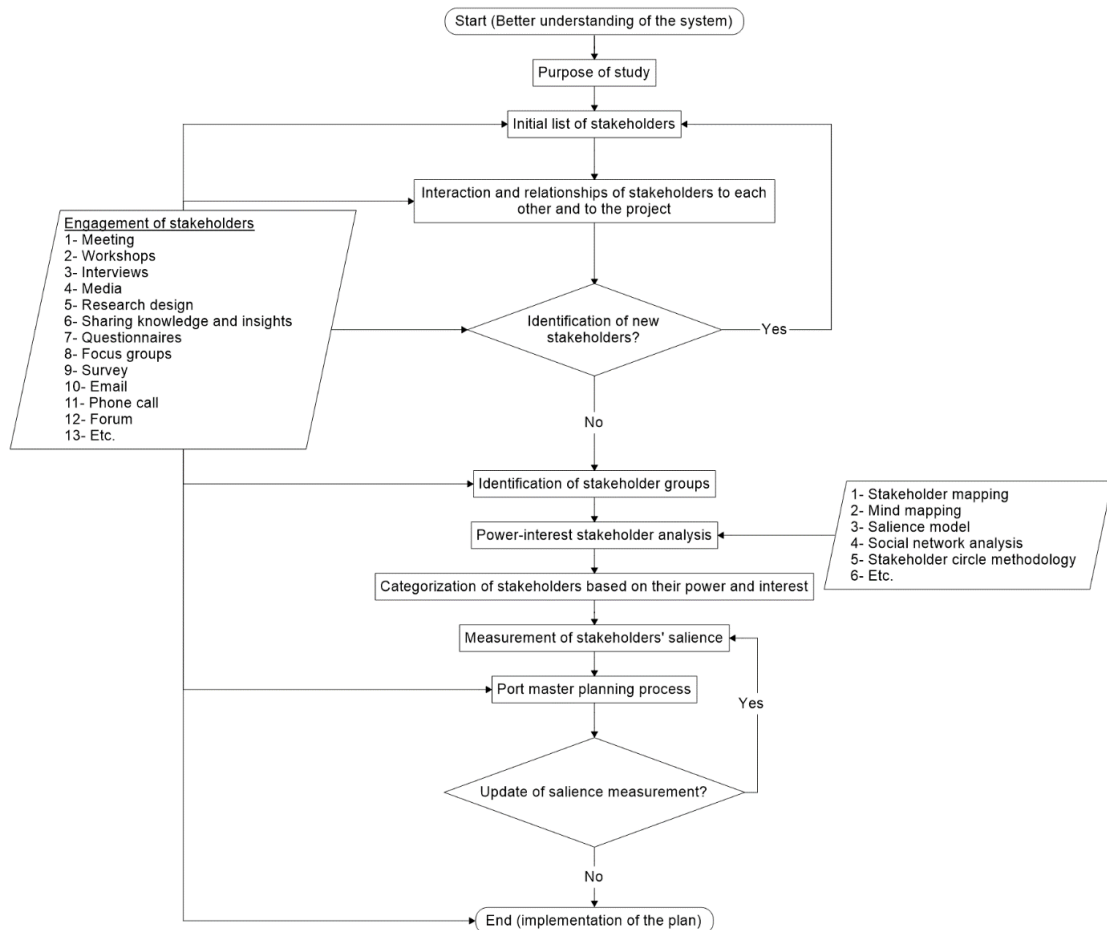 Start (Better understanding of the system)
Purpose of study
Initial list of stakeholders
Interaction and relationships of stakeholders to each
other and to the project
Engagement of stakeholders
1- Meeting
2- Workshops
3- Interviews
4- Media
5- Research design
6- Sharing knowledge and insights
7- Questionnaires
8- Focus groups
9- Survey
10- Email
11- Phone call
12- Forum
13- Etc.
Identification of new
stakeholders?
Yes
No
Identification of stakeholder groups
1- Stakeholder mapping
2- Mind mapping
3- Salience model
4- Social network analysis
5- Stakeholder circle methodology
6- Etc.
Power-interest stakeholder analysis
Categorization of stakeholders based on their power and interest
Measurement of stakeholders' salience
Port master planning process
Yes
Update of salience measurement?
No
End (implementation of the plan)